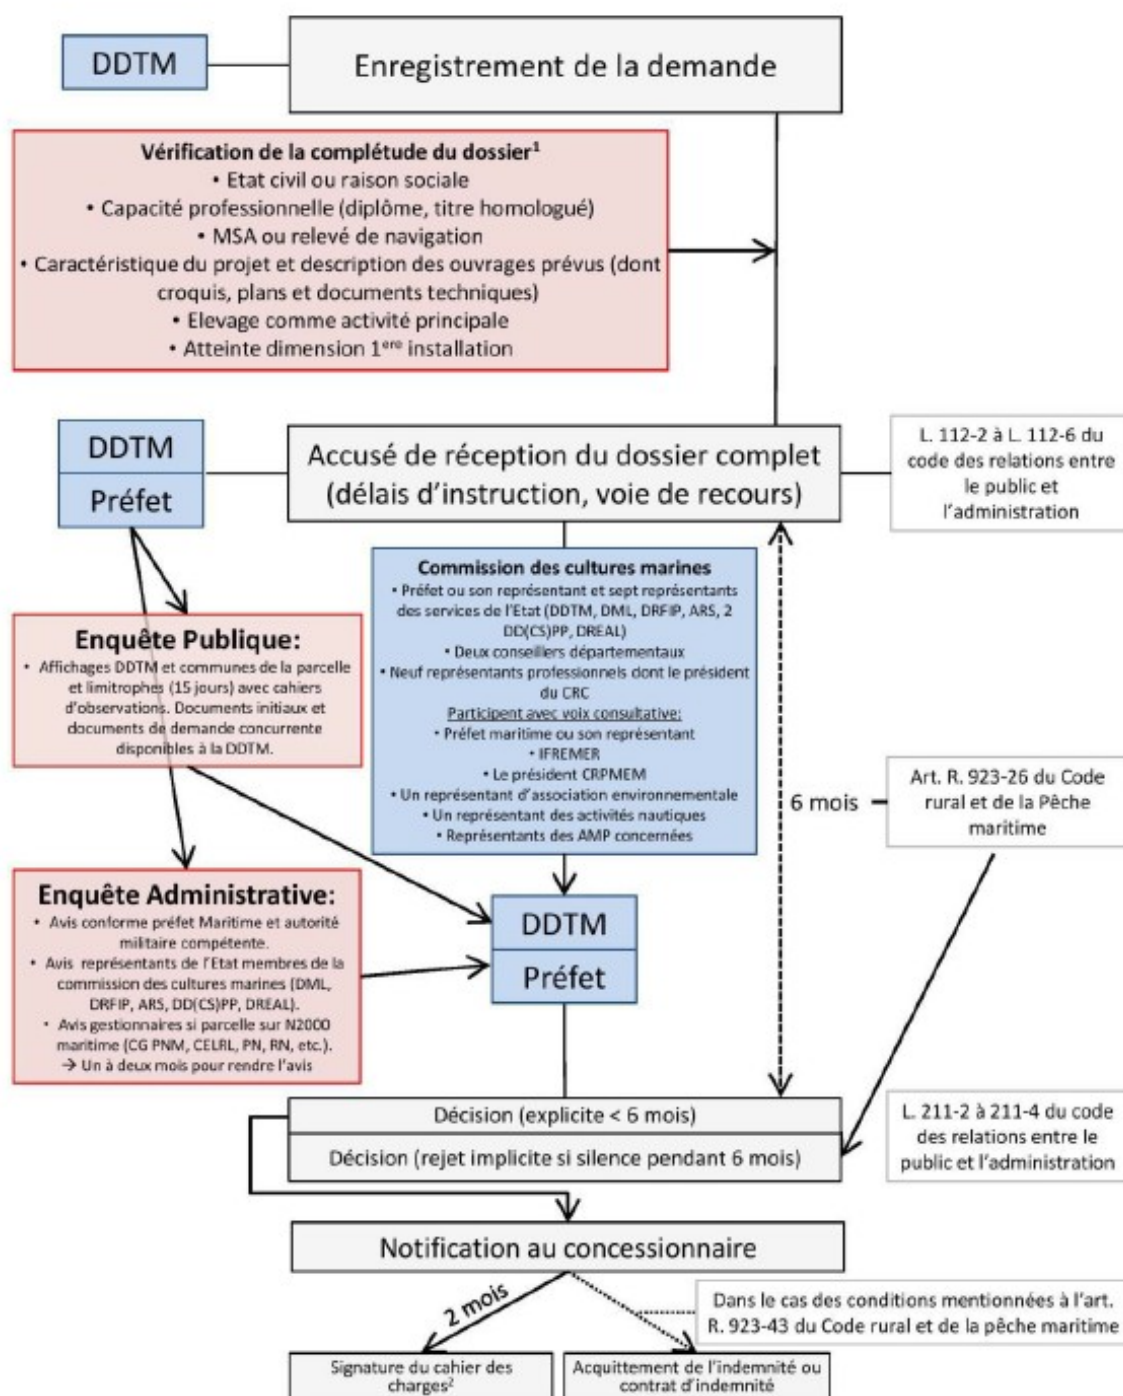 DDTM
Enregistrement de la demande
Vérification de la complétude du dossier¹
• Etat civil ou raison sociale
• Capacité professionnelle (diplôme, titre homologué)
• MSA ou relevé de navigation
• Caractéristique du projet et description des ouvrages prévus (dont
croquis, plans et documents techniques)
• Elevage comme activité principale
• Atteinte dimension 1ere installation
DDTM
Préfet
Accusé de réception du dossier complet
(délais d'instruction, voie de recours)
L. 112-2 à L. 112-6 du
code des relations entre
le public et
l'administration
Commission des cultures marines
• Préfet ou son représentant et sept représentants
des services de l'Etat (DDTM, DML, DRFIP, ARS, 2
DD(CS)PP, DREAL)
• Deux conseillers départementaux
• Neuf représentants professionnels dont le président
du CRC
Participent avec voix consultative:
• Préfet maritime ou son représentant
• IFREMER
• Le président CRPMEM
• Un représentant d'association environnementale
• Un représentant des activités nautiques
• Représentants des AMP concernées
Enquête Publique:
• Affichages DDTM et communes de la parcelle
et limitrophes (15 jours) avec cahiers
d'observations. Documents initiaux et
documents de demande concurrente
disponibles à la DDTM.
6 mois
Art. R. 923-26 du Code
rural et de la Pêche
maritime
Enquête Administrative:
• Avis conforme préfet Maritime et autorité
militaire compétente.
• Avis représentants de l'Etat membres de la
commission des cultures marines (DML,
DRFIP, ARS, DD(CS)PP, DREAL).
• Avis gestionnaires si parcelle sur N2000
maritime (CG PNM, CELRL, PN, RN, etc.).
→ Un à deux mois pour rendre l'avis
DDTM
Préfet
Décision (explicite < 6 mois)
Décision (rejet implicite si silence pendant 6 mois)
L. 211-2 à 211-4 du code
des relations entre le
public et l'administration
Notification au concessionnaire
2 mois
Dans le cas des conditions mentionnées à l'art.
R. 923-43 du Code rural et de la pêche maritime
Signature du cahier des
charges²
Acquittement de l'indemnité ou
contrat d'indemnité